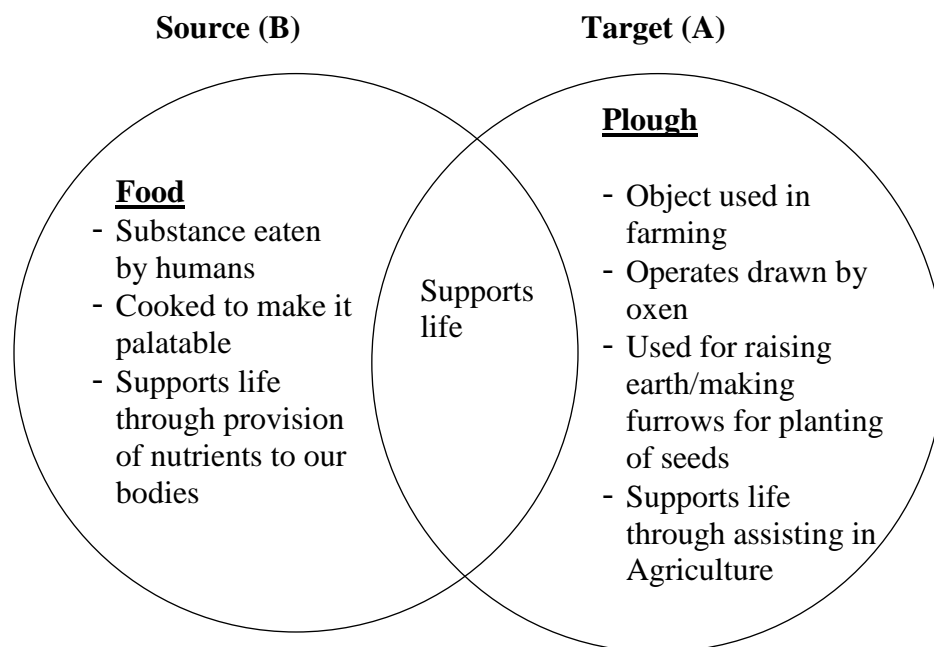 Source (B)
Target (A)
Food
- Substance eaten
by humans
- Cooked to make it
palatable
- Supports life
through provision
of nutrients to our
bodies
Supports
life
Plough
- Object used in
farming
- Operates drawn by
oxen
- Used for raising
earth/making
furrows for planting
of seeds
- Supports life
through assisting in
Agriculture